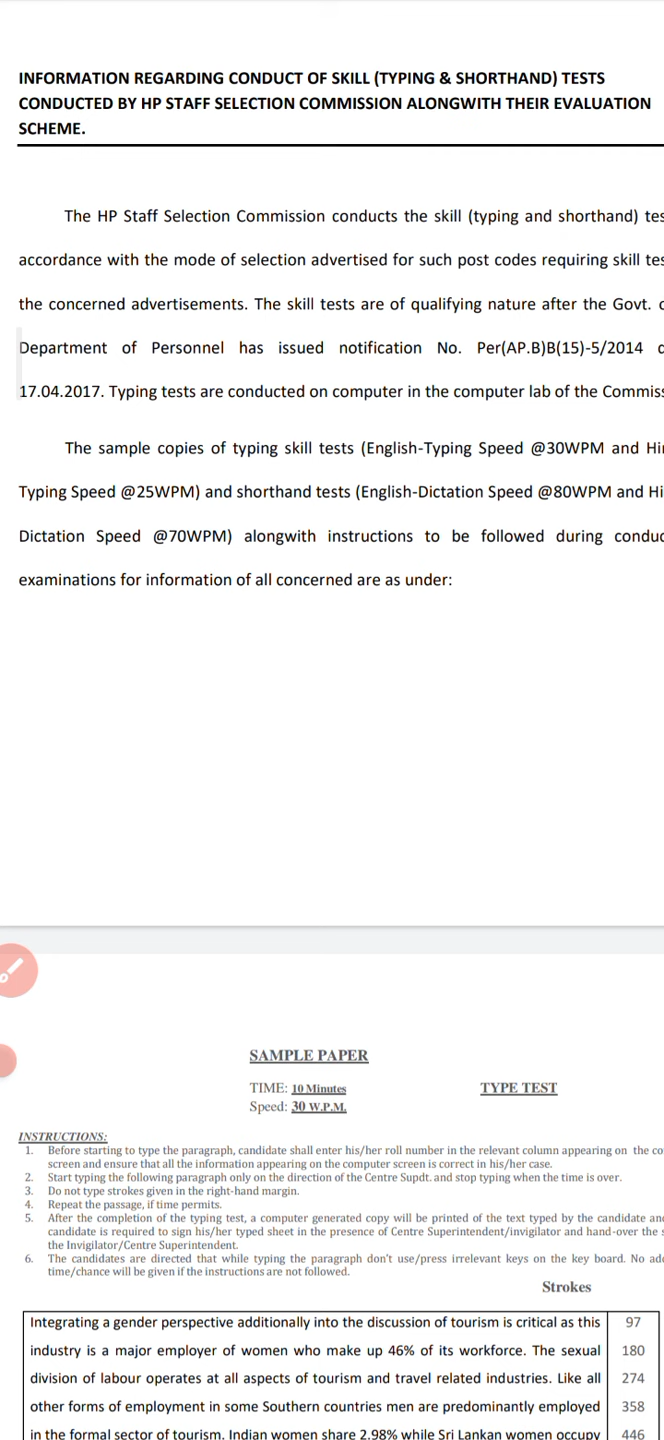 INFORMATION REGARDING CONDUCT OF SKILL (TYPING & SHORTHAND) TESTS
CONDUCTED BY HP STAFF SELECTION COMMISSION ALONGWITH THEIR EVALUATION
SCHEME.
The HP Staff Selection Commission conducts the skill (typing and shorthand) tes
accordance with the mode of selection advertised for such post codes requiring skill tes
the concerned advertisements. The skill tests are of qualifying nature after the Govt.
Department of Personnel has issued notification No. Per(AP.B)B(15)-5/2014
17.04.2017. Typing tests are conducted on computer in the computer lab of the Commiss
The sample copies of typing skill tests (English-Typing Speed @30WPM and Hi
Typing Speed @25WPM) and shorthand tests (English-Dictation Speed @80WPM and Hi
Dictation Speed @70WPM) alongwith instructions to be followed during conduc
examinations for information of all concerned are as under:
SAMPLE PAPER
TIME: 10 Minutes TYPE TEST
Speed: 30 W.P.M.
INSTRUCTIONS:
1. Before starting to type the paragraph, candidate shall enter his/her roll number in the relevant column appearing on the co
screen and ensure that all the information appearing on the computer screen is correct in his/her case.
2. Start typing the following paragraph only on the direction of the Centre Supdt. and stop typing when the time is over.
3. Do not type strokes given in the right-hand margin.
4. Repeat the passage, if time permits.
5. After the completion of the typing test, a computer generated copy will be printed of the text typed by the candidate an
candidate is required to sign his/her typed sheet in the presence of Centre Superintendent/invigilator and hand-over the s
the Invigilator/Centre Superintendent.
6. The candidates are directed that while typing the paragraph don't use/press irrelevant keys on the key board. No ad
time/chance will be given if the instructions are not followed.
Strokes
Integrating a gender perspective additionally into the discussion of tourism is critical as this 97
industry is a major employer of women who make up 46% of its workforce. The sexual 180
division of labour operates at all aspects of tourism and travel related industries. Like all 274
other forms of employment in some Southern countries men are predominantly employed 358
in the formal sector of tourism. Indian women share 2.98% while Sri Lankan women occupy 446